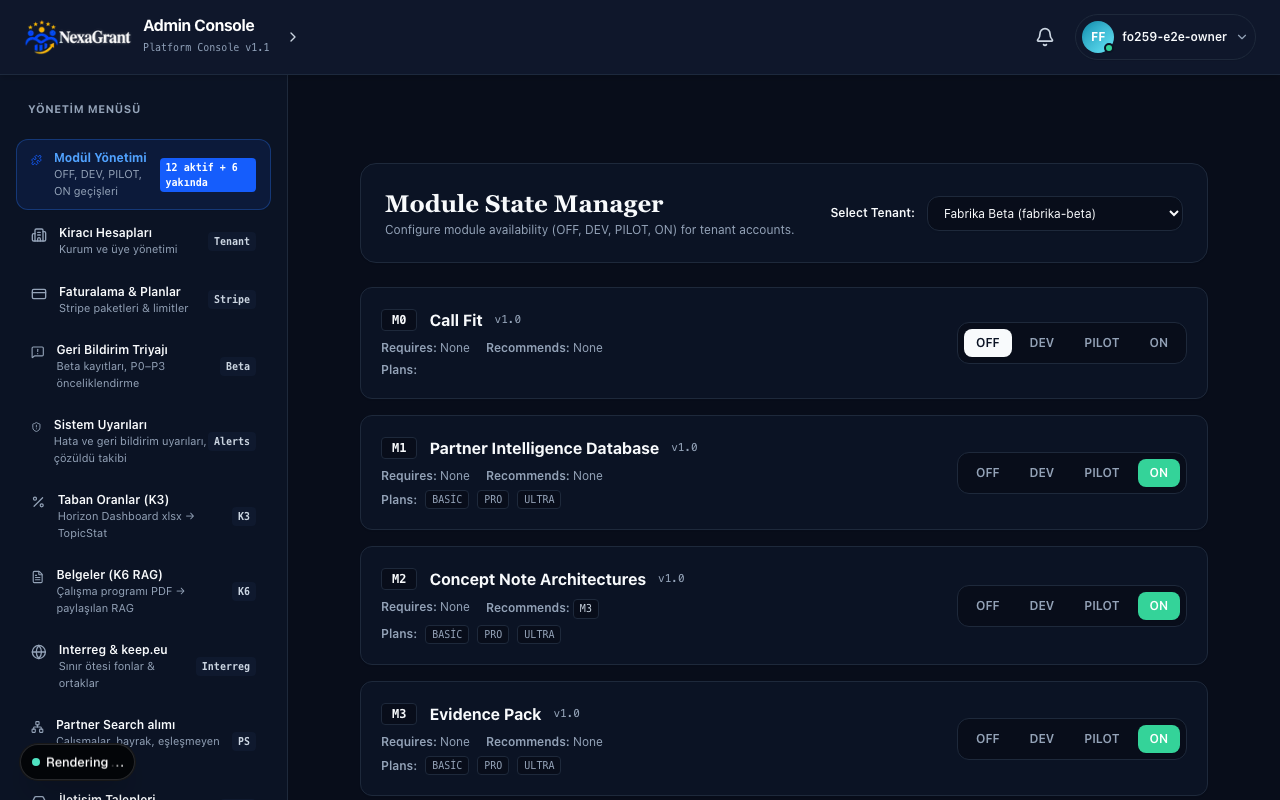 NexaGrant
Admin Console
Platform Console v1.1
FF
fo259-e2e-owner
YÖNETİM MENÜSÜ
Modül Yönetimi
OFF, DEV, PILOT,
ON geçişleri
12 aktif + 6
yakında
Kiracı Hesapları
Kurum ve üye yönetimi
Tenant
Faturalama & Planlar
Stripe paketleri & limitler
Stripe
Geri Bildirim Triyajı
Beta kayıtları, P0–P3
önceliklendirme
Beta
Sistem Uyarıları
Hata ve geri bildirim uyarıları,
çözüldü takibi
Alerts
Taban Oranlar (K3)
Horizon Dashboard xlsx →
TopicStat
K3
Belgeler (K6 RAG)
Çalışma programı PDF →
paylaşılan RAG
K6
Interreg & keep.eu
Sınır ötesi fonlar &
ortaklar
Interreg
Partner Search alımı
Çalışmalar, bayrak, eşleşmeyen
PS
Rendering ...
İletişim Talepleri
Module State Manager
Configure module availability (OFF, DEV, PILOT, ON) for tenant accounts.
Select Tenant:
Fabrika Beta (fabrika-beta)
M0 Call Fit v1.0
Requires: None Recommends: None
Plans:
OFF DEV PILOT ON
M1 Partner Intelligence Database v1.0
Requires: None Recommends: None
Plans: BASİC PRO ULTRA
OFF DEV PILOT ON
M2 Concept Note Architectures v1.0
Requires: None Recommends: M3
Plans: BASİC PRO ULTRA
OFF DEV PILOT ON
M3 Evidence Pack v1.0
Requires: None Recommends: None
Plans: BASİC PRO ULTRA
OFF DEV PILOT ON